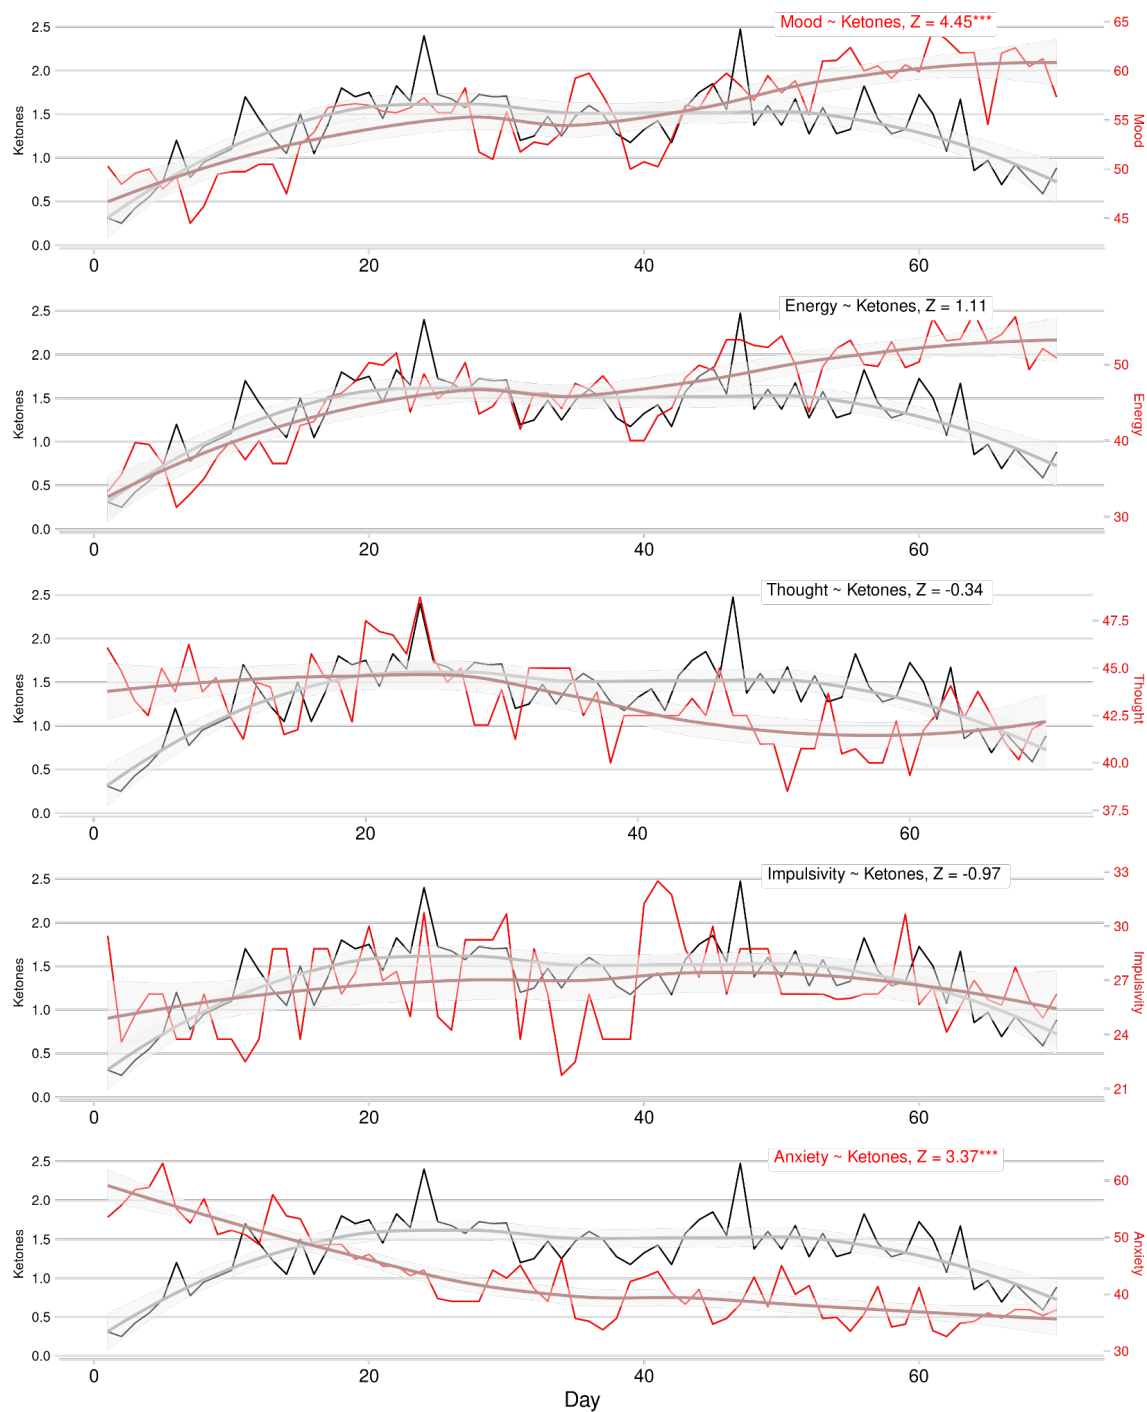 Mood ~ Ketones, Z = 4.45***
Ketones
2.5
2.0
1.5
1.0
0.5
0.0
65
60
55
50
45
Mood
0 20 40 60
Energy ~ Ketones, Z = 1.11
Ketones
2.5
2.0
1.5
1.0
0.5
0.0
50
40
30
Energy
0 20 40 60
Thought ~ Ketones, Z = -0.34
Ketones
2.5
2.0
1.5
1.0
0.5
0.0
47.5
45.0
42.5
40.0
37.5
Thought
0 20 40 60
Impulsivity ~ Ketones, Z = -0.97
Ketones
2.5
2.0
1.5
1.0
0.5
0.0
33
30
27
24
21
Impulsivity
0 20 40 60
Anxiety ~ Ketones, Z = 3.37***
Ketones
2.5
2.0
1.5
1.0
0.5
0.0
60
50
40
30
Anxiety
0 20 40 60
Day